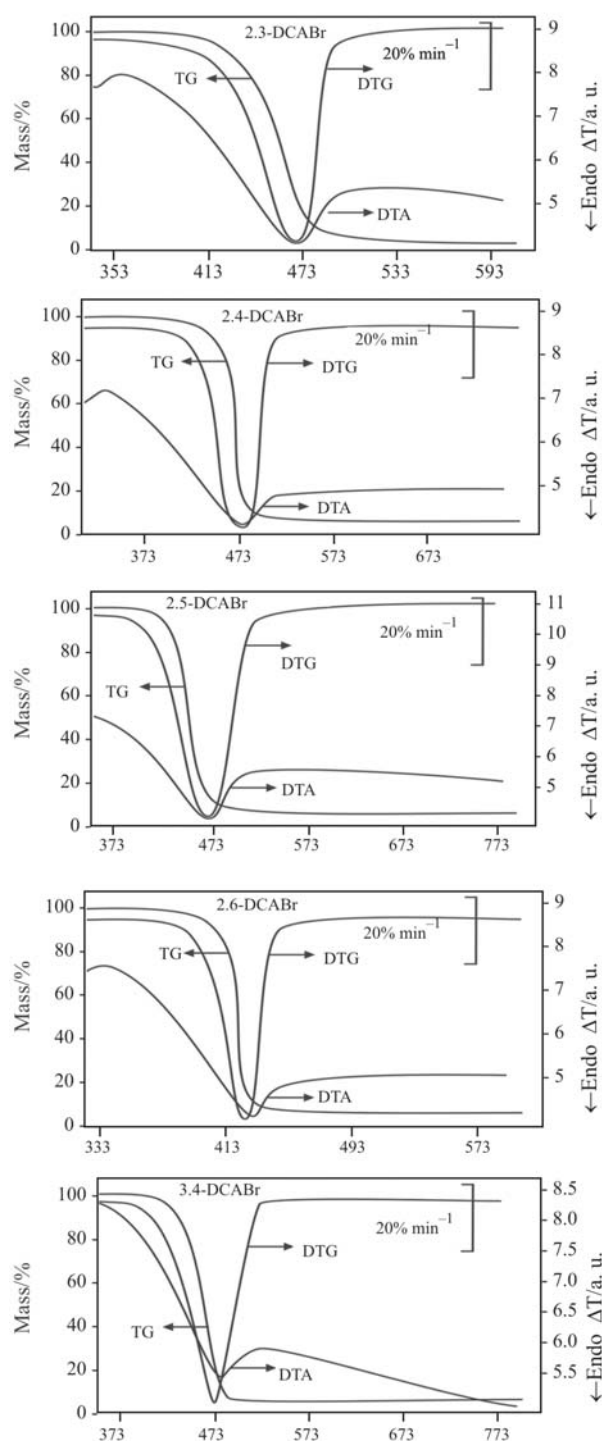 2.3-DCABr
100
80
60
40
20
0
Mass/%
TG
20% min⁻¹
DTG
DTA
9
8
7
6
5
←Endo ΔT/a. u.
353 413 473 533 593
2.4-DCABr
100
80
60
40
20
0
Mass/%
TG
20% min⁻¹
DTG
DTA
9
8
7
6
5
←Endo ΔT/a. u.
373 473 573 673
2.5-DCABr
100
80
60
40
20
0
Mass/%
TG
20% min⁻¹
DTG
DTA
11
10
9
8
7
6
5
←Endo ΔT/a. u.
373 473 573 673 773
2.6-DCABr
100
80
60
40
20
0
Mass/%
TG
20% min⁻¹
DTG
DTA
9
8
7
6
5
←Endo ΔT/a. u.
333 413 493 573
3.4-DCABr
100
80
60
40
20
0
Mass/%
TG
20% min⁻¹
DTG
DTA
8.5
8.0
7.5
7.0
6.5
6.0
5.5
←Endo ΔT/a. u.
373 473 573 673 773